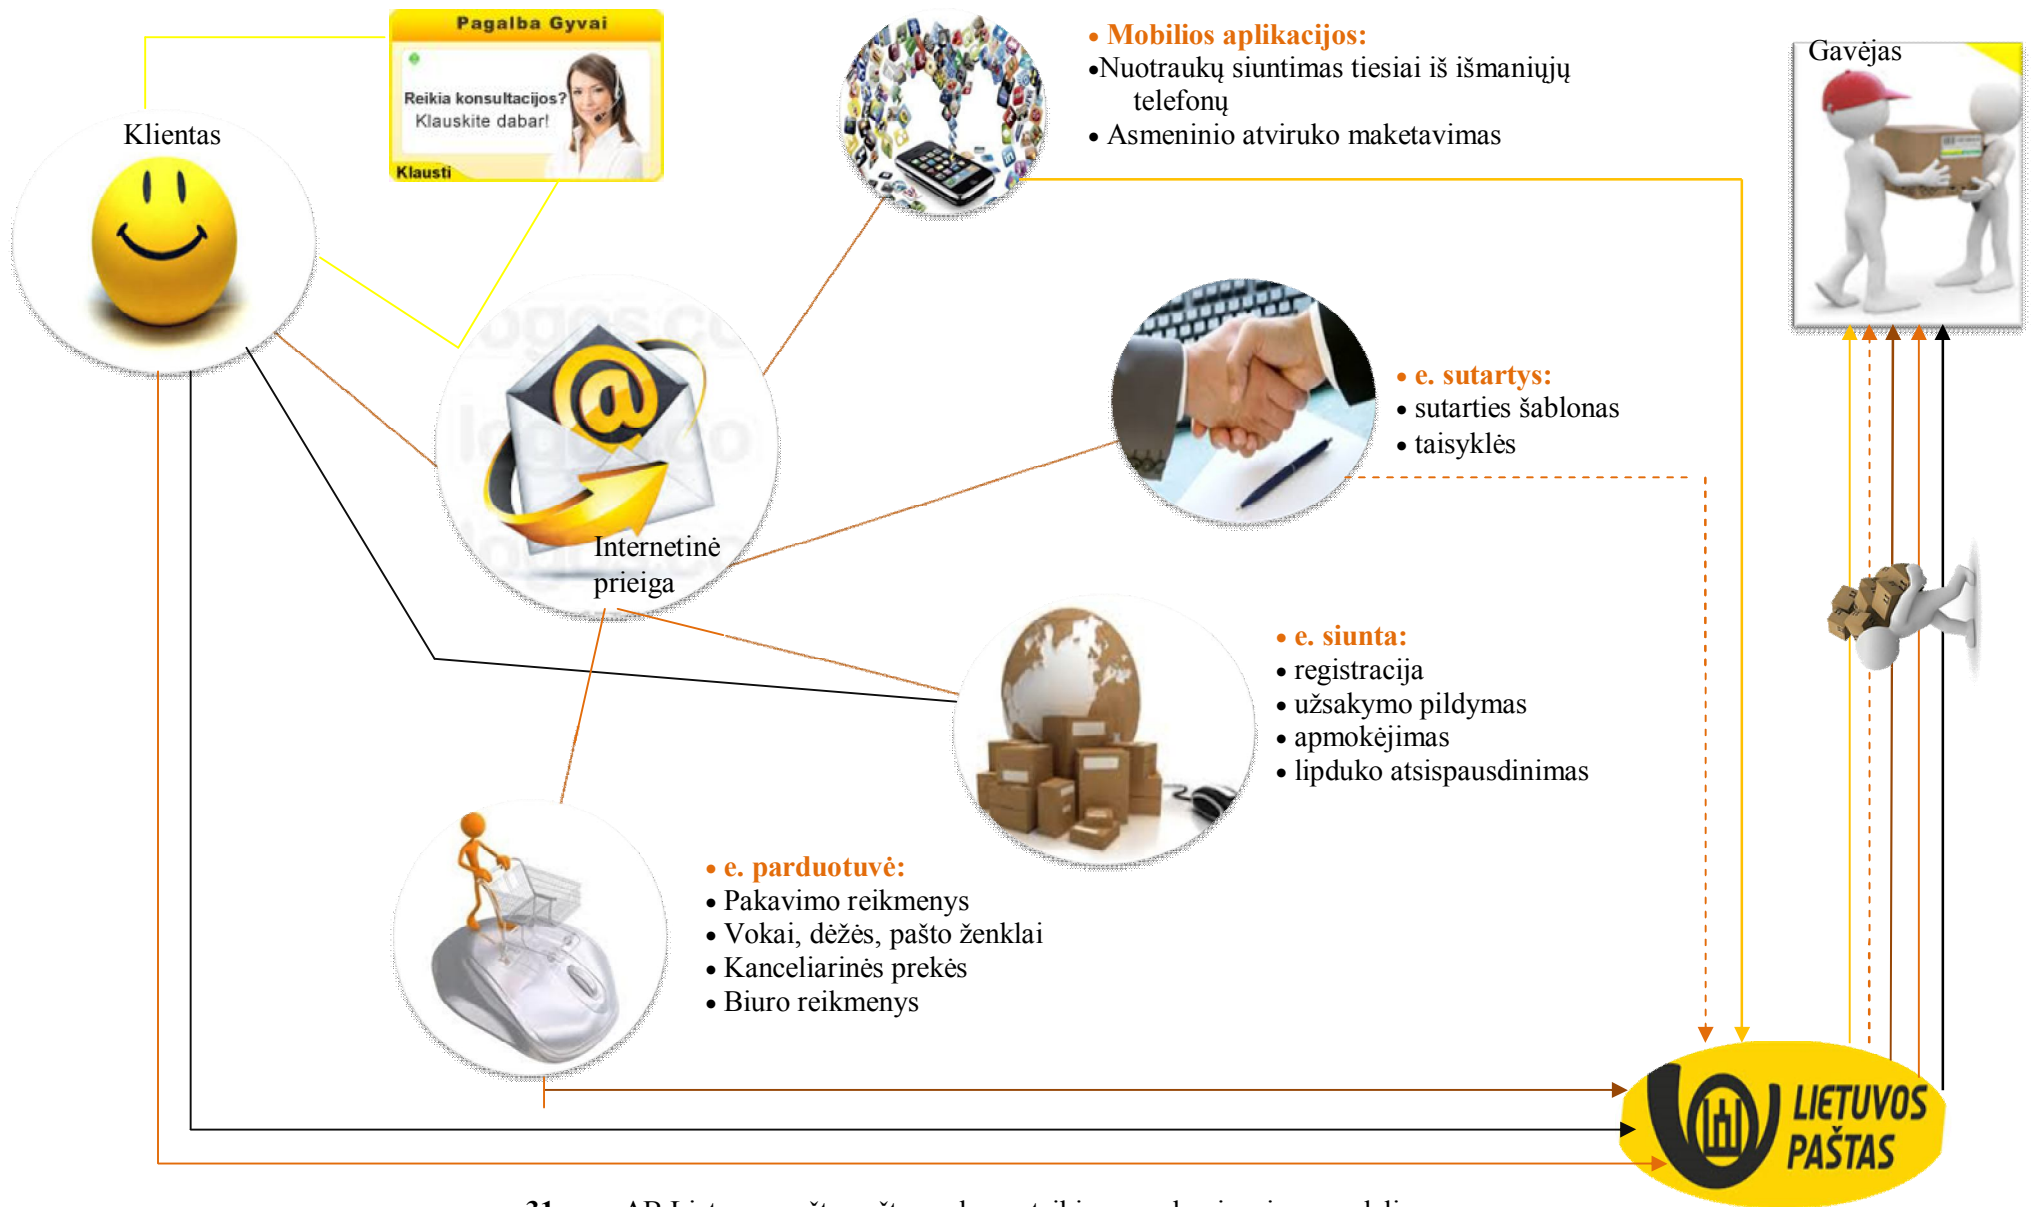 Pagalba Gyvai
Reikia konsultacijos?
Klauskite dabar!
Klausti
Klientas
• Mobilios aplikacijos:
•Nuotraukų siuntimas tiesiai iš išmaniųjų
telefonų
• Asmeninio atviruko maketavimas
Gavėjas
Internetinė
prieiga
• e. sutartys:
• sutarties šablonas
• taisyklės
• e. siunta:
• registracija
• užsakymo pildymas
• apmokėjimas
• lipduko atsispausdinimas
• e. parduotuvė:
• Pakavimo reikmenys
• Vokai, dėžės, pašto ženklai
• Kanceliarinės prekės
• Biuro reikmenys
LIETUVOS
PAŠTAS